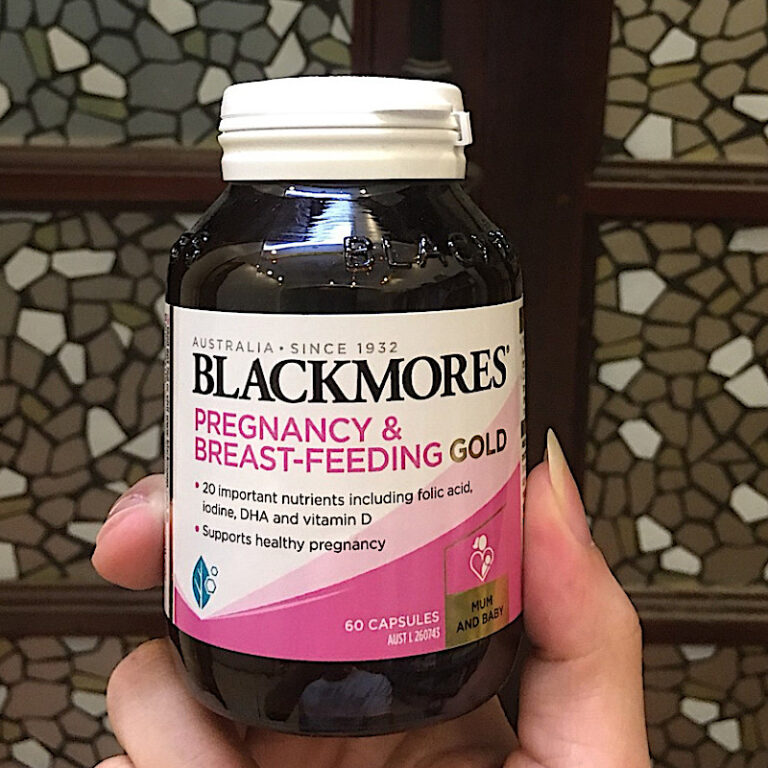 BLAC
AUSTRALIA • SINCE 1932
BLACKMORES®
PREGNANCY &
BREAST-FEEDING GOLD
• 20 important nutrients including folic acid,
iodine, DHA and vitamin D
• Supports healthy pregnancy
60 CAPSULES
AUST L 260743
MUM
AND BABY